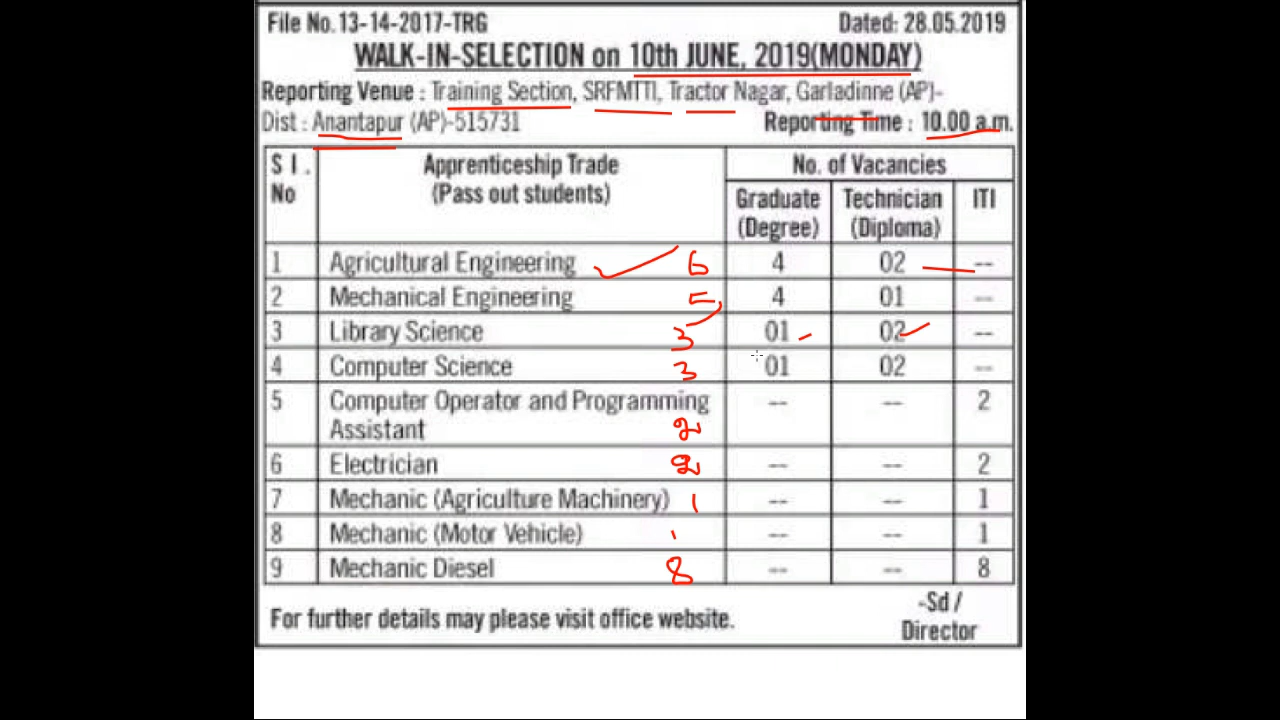 File No.13-14-2017-TRG Dated: 28.05.2019
WALK-IN-SELECTION on 10th JUNE, 2019(MONDAY)
Reporting Venue : Training Section, SRFMTTI, Tractor Nagar, Garladinne (AP)-
Dist : Anantapur (AP)-515731 Reporting Time : 10.00 a.m.
S I . Apprenticeship Trade No. of Vacancies
No (Pass out students) Graduate Technician ITI
(Degree) (Diploma)
1 Agricultural Engineering 6 4 02 --
2 Mechanical Engineering 5 4 01 --
3 Library Science 3 01 02 --
4 Computer Science 3 01 02 --
5 Computer Operator and Programming -- -- 2
Assistant 2
6 Electrician 2 -- -- 2
7 Mechanic (Agriculture Machinery) 1 -- -- 1
8 Mechanic (Motor Vehicle) -- -- 1
9 Mechanic Diesel 8 -- -- 8
For further details may please visit office website. -Sd /
Director